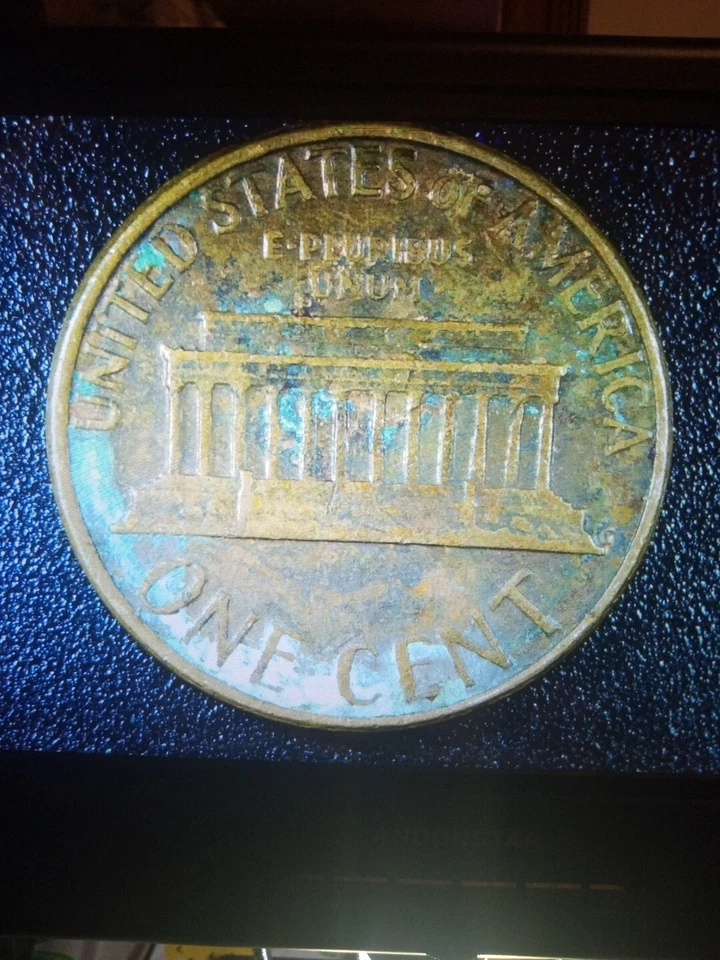 UNITED STATES OF AMERICA
E·PLURIBUS
UNUM
ONE CENT